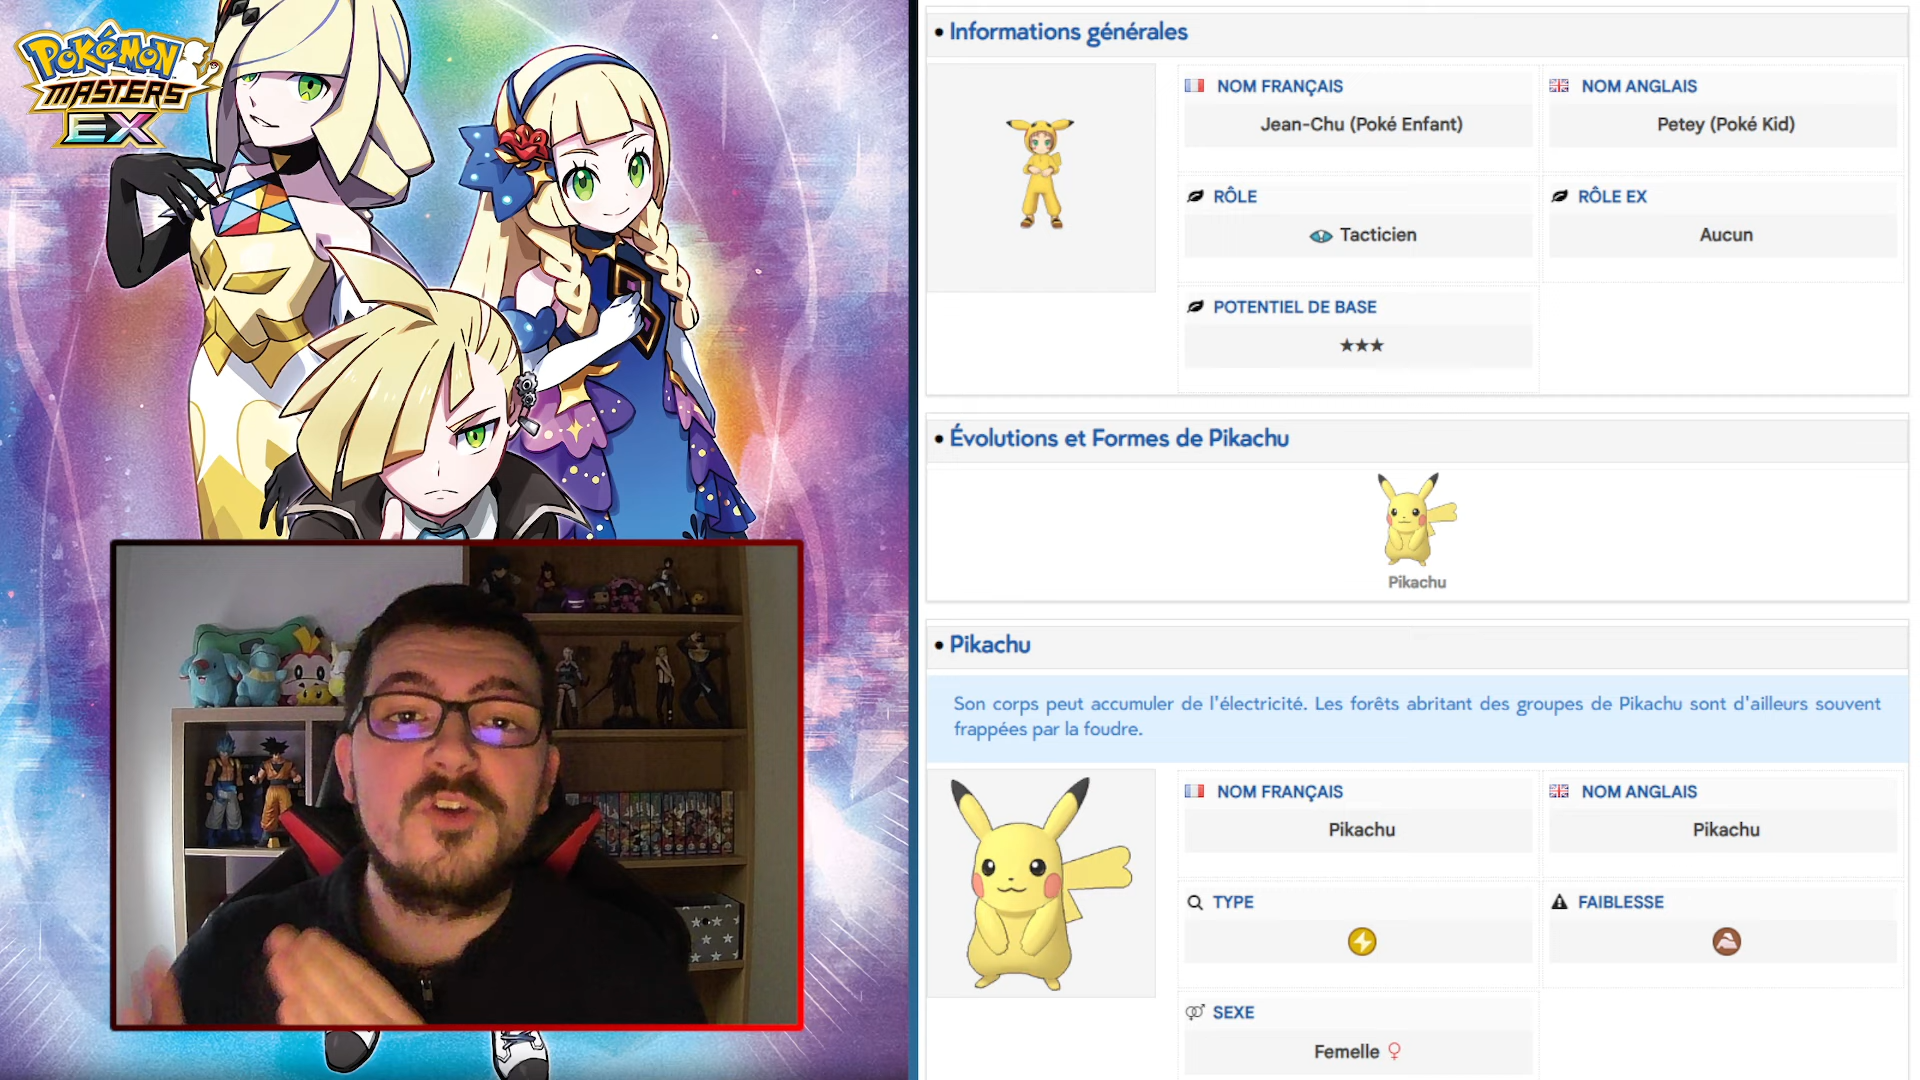 POKéMON
MASTERS
EX
• Informations générales
NOM FRANÇAIS
Jean-Chu (Poké Enfant)
NOM ANGLAIS
Petey (Poké Kid)
RÔLE
Tacticien
RÔLE EX
Aucun
POTENTIEL DE BASE
★★★
• Évolutions et Formes de Pikachu
Pikachu
• Pikachu
Son corps peut accumuler de l'électricité. Les forêts abritant des groupes de Pikachu sont d'ailleurs souvent
frappées par la foudre.
NOM FRANÇAIS
Pikachu
NOM ANGLAIS
Pikachu
TYPE
FAIBLESSE
SEXE
Femelle ♀